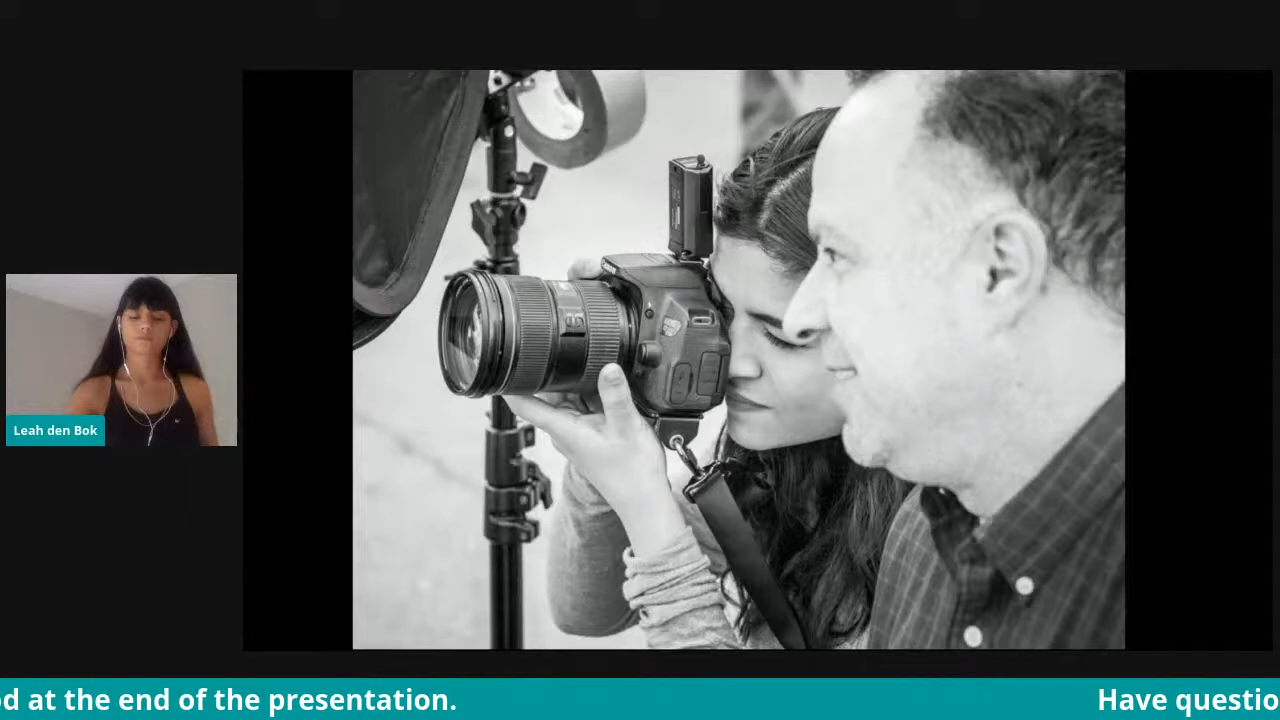 Leah den Bok
d at the end of the presentation.
Have questio